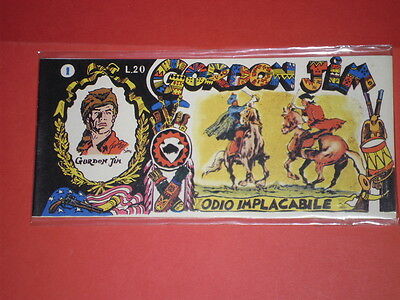 1
L.20
GORDON JIM
GORDON JIM
ODIO IMPLACABILE